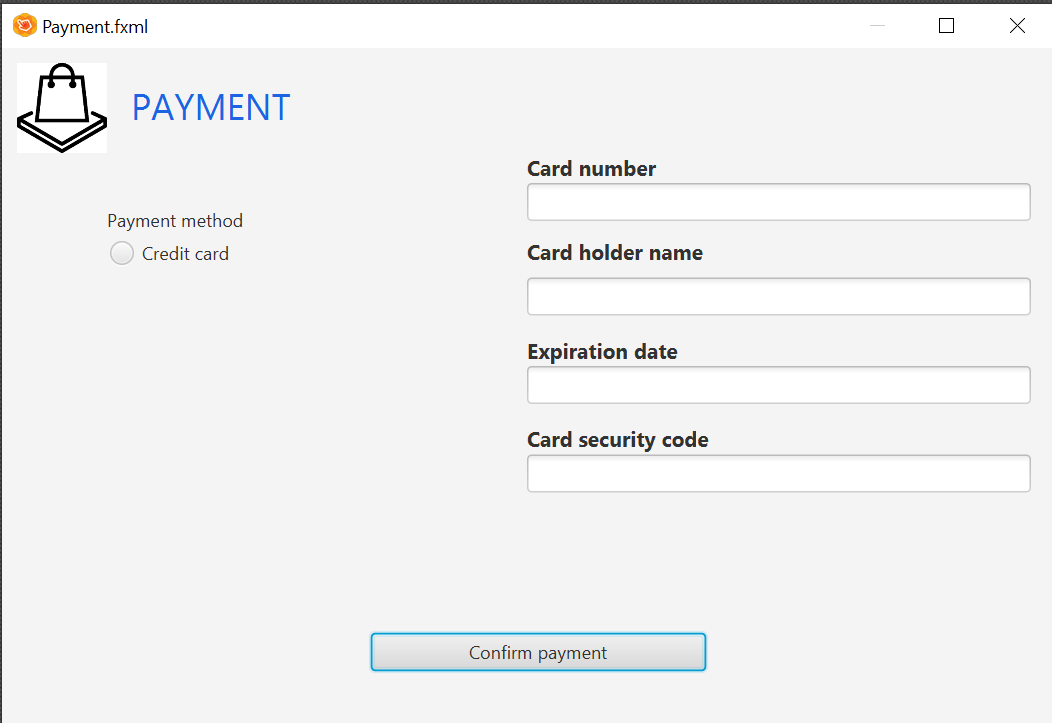 Payment.fxml
PAYMENT
Payment method
Credit card
Card number
Card holder name
Expiration date
Card security code
Confirm payment